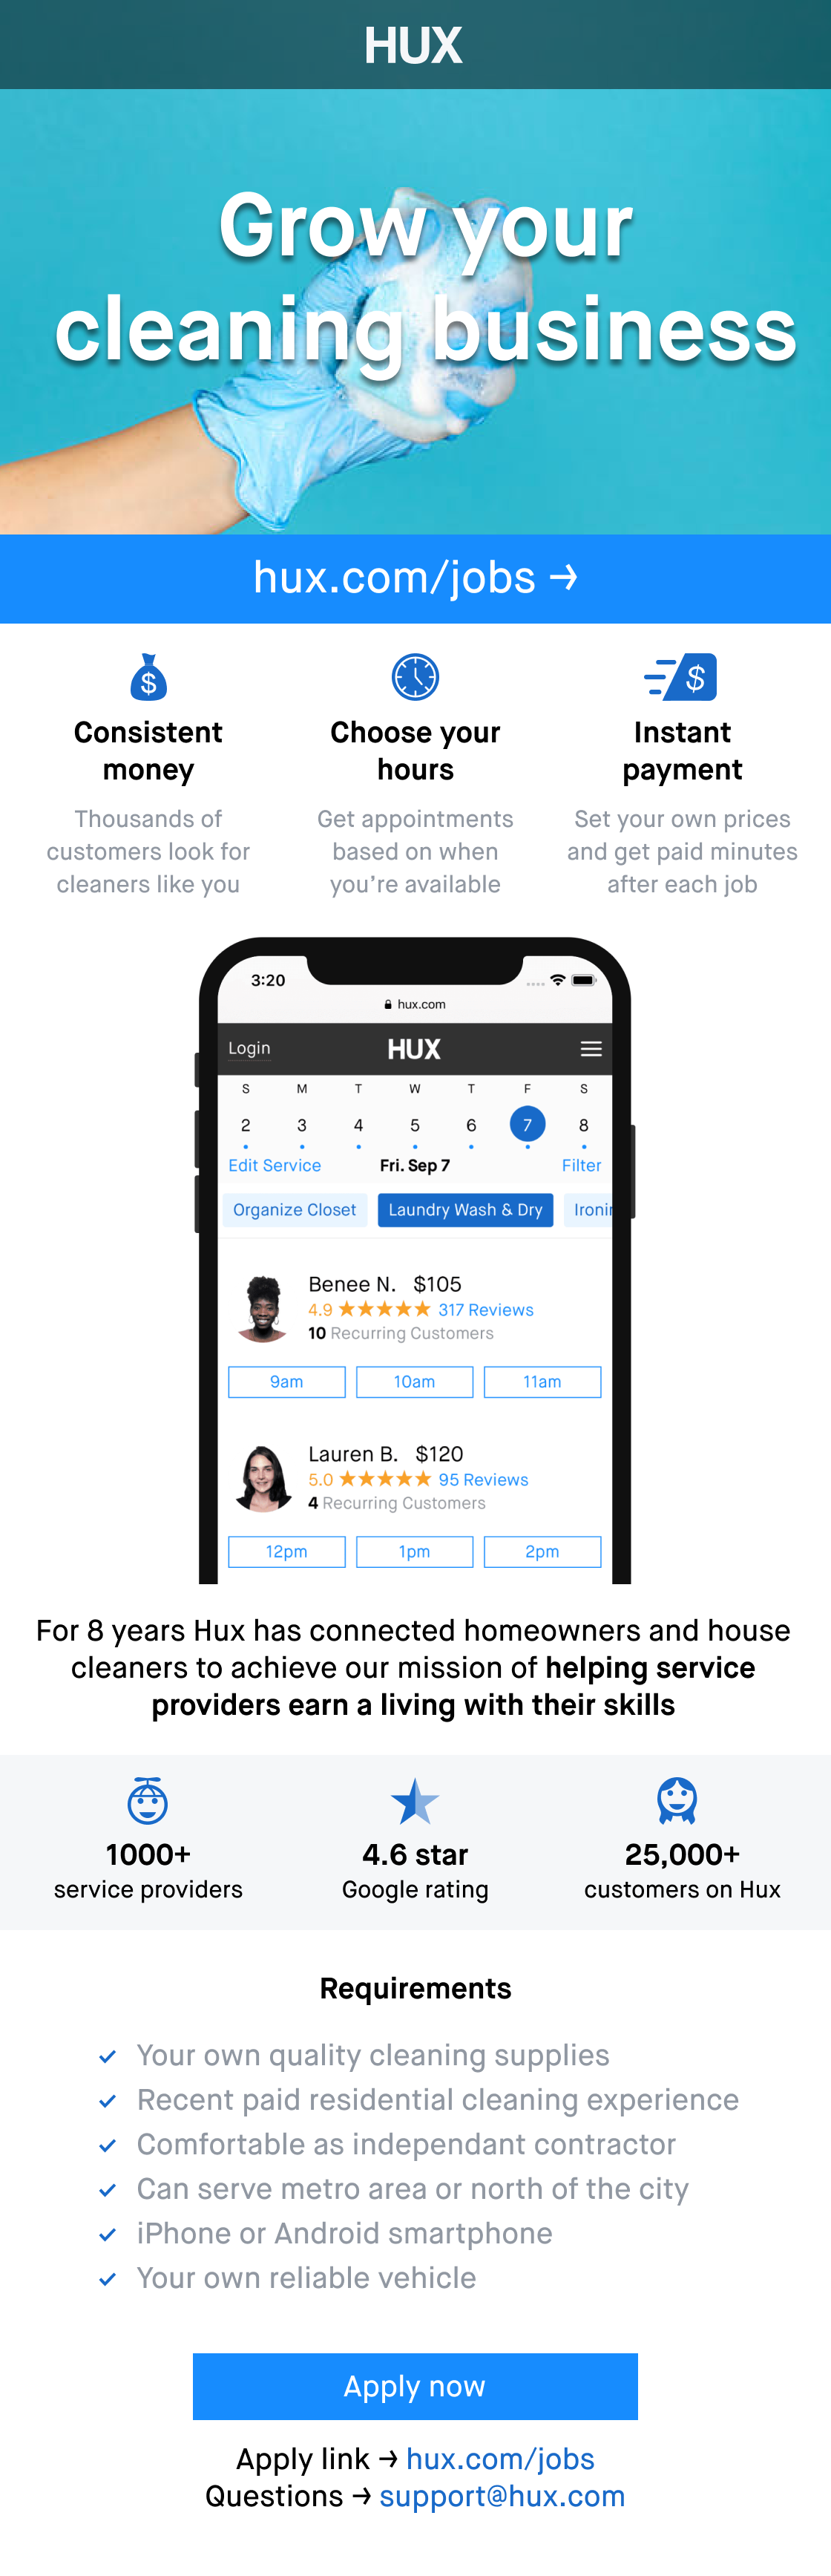 HUX
Grow your
cleaning business
hux.com/jobs →
Consistent
money
Thousands of
customers look for
cleaners like you
Choose your
hours
Get appointments
based on when
you're available
Instant
payment
Set your own prices
and get paid minutes
after each job
3:20
hux.com
Login
HUX
S M T W T F S
2 3 4 5 6 7 8
Edit Service Fri. Sep 7 Filter
Organize Closet Laundry Wash & Dry
Benee N. $105
4.9 ★★★★★ 317 Reviews
10 Recurring Customers
9am 10am 11am
Lauren B. $120
5.0 ★★★★★ 95 Reviews
4 Recurring Customers
12pm 1pm 2pm
For 8 years Hux has connected homeowners and house
cleaners to achieve our mission of helping service
providers earn a living with their skills
1000+
service providers
4.6 star
Google rating
25,000+
customers on Hux
Requirements
Your own quality cleaning supplies
Recent paid residential cleaning experience
Comfortable as independant contractor
Can serve metro area or north of the city
iPhone or Android smartphone
Your own reliable vehicle
Apply now
Apply link → hux.com/jobs
Questions → support@hux.com